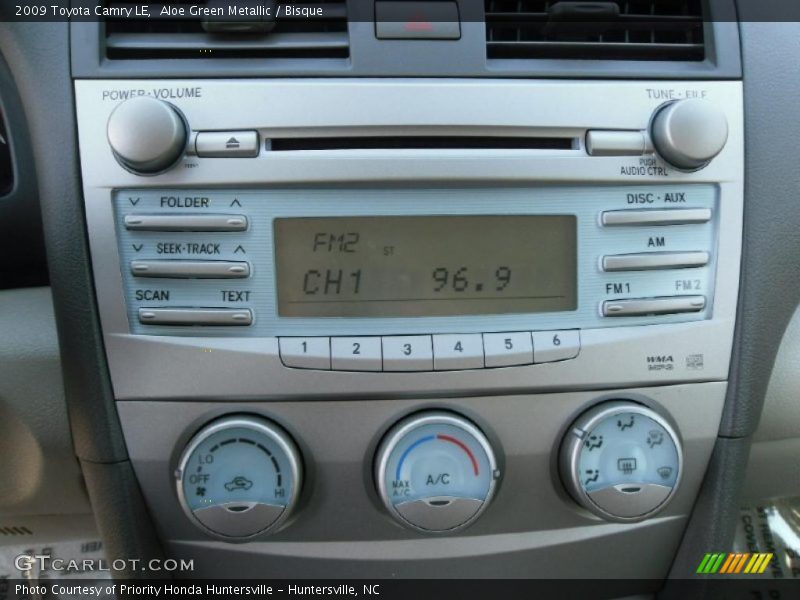 2009 Toyota Camry LE, Aloe Green Metallic / Bisque
POWER·VOLUME
TUNE·FILE
PUSH
AUDIO CTRL
FOLDER
DISC·AUX
SEEK·TRACK
AM
SCAN TEXT
FM1 FM2
FM2 ST
CH1 96.9
1 2 3 4 5 6
WMA
MP3
LO
OFF
HI
A/C
MAX
A/C
GTCARLOT.COM
Photo Courtesy of Priority Honda Huntersville – Huntersville, NC